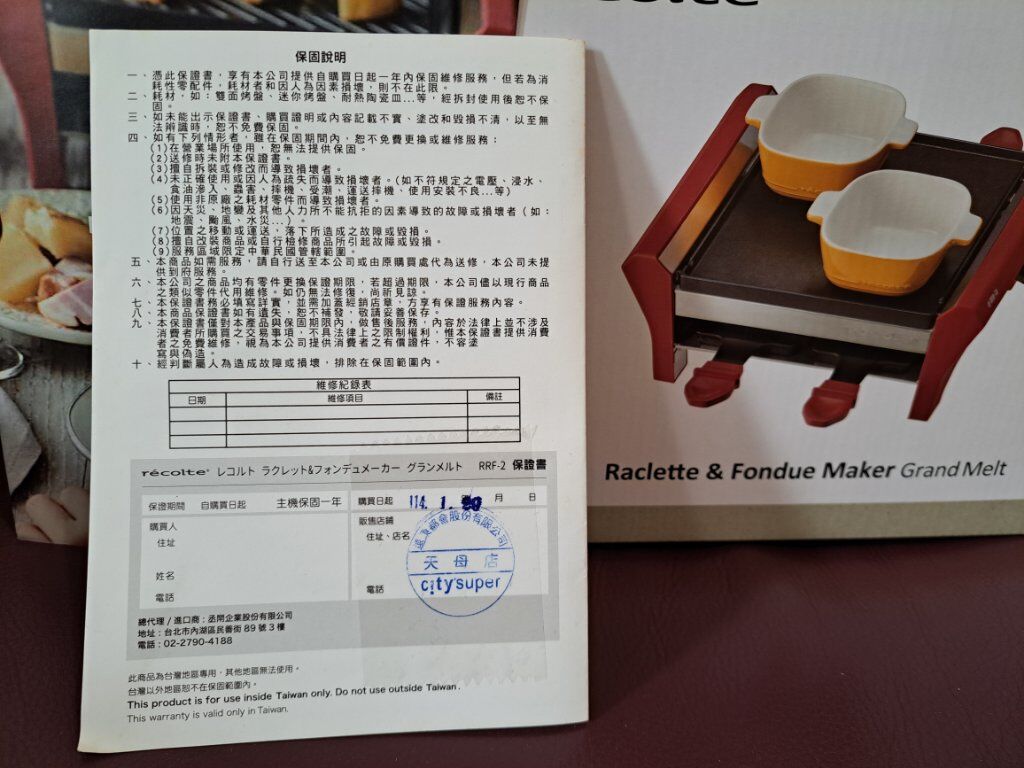 保固說明
一、憑此保證書，享有本公司提供自購買日起一年內保固維修服務，但若為消
耗性零配件，耗材者和因人為因素損壞，則不在此限。
二、耗材，如：雙面烤盤、迷你烤盤、耐熱陶瓷皿...等，經拆封使用後恕不保
固。
三、如未能出示保證書、購買證明或內容記載不實、塗改和毀損不清，以至無
法辨識時，恕不免費保固。
四、如有下列情形者，雖在保固期間內，恕不免費更換或維修服務：
(1)在營業場所使用，恕無法提供保固。
(2)送修時未附本保證書。
(3)擅自拆裝或修改而導致損壞者。
(4)未正確使用或因人為疏失而導致損壞者。(如不符規定之電壓、浸水、
食油滲入、蟲害、摔機、受潮、運送摔機、使用安裝不良...等)
(5)使用非原廠之耗材零件而導致損壞者。
(6)因天災、地變及其他人力所不能抗拒的因素導致的故障或損壞者（如：
地震、颱風、水災...）。
(7)位置之移動或運送，落下所造成之故障或毀損。
(8)擅自改裝商品或自行檢修商品所引起故障或毀損。
(9)服務區域限定中華民國管轄範圍。
五、本商品如需服務，請自行送至本公司或由原購買處代為送修，本公司未提
供到府服務。
六、本公司之商品均有零件更換保證期限，若超過期限，本公司儘以現行商品
之類似零件代用維修。如仍無法修復，尚祈見諒。
七、本保證書務必填寫詳實，並需加蓋經銷店章，方享有保證服務內容。
八、本商品保證書如有遺失，恕不補發，敬請妥善保存。
九、本保證書僅對本產品與保固期限內，做售後服務，內容於法律上並不涉及
消費者所購買之交易事項，不具法律上之限制權利，惟本保證書提供消費
者之免費維修，視為本公司提供消費者之有價證件，不容塗
寫與偽造。
十、經判斷屬人為造成故障或損壞，排除在保固範圍內。
維修紀錄表
日期 維修項目 備註
récolte® レコルト ラクレット&フォンデュメーカー グランメルト RRF-2 保證書
保證期間 自購買日起 主機保固一年 購買日起 114. 1. 月 日
購買人 販售店鋪
住址 住址、店名
姓名
電話 電話
股份有限公司
天母店
city'super
總代理 / 進口商：丞閈企業股份有限公司
地址：台北市內湖區民善街 89 號 3 樓
電話：02-2790-4188
此商品為台灣地區專用，其他地區無法使用。
台灣以外地區恕不在保固範圍內。
This product is for use inside Taiwan only. Do not use outside Taiwan.
This warranty is valid only in Taiwan.
Raclette & Fondue Maker Grand Melt